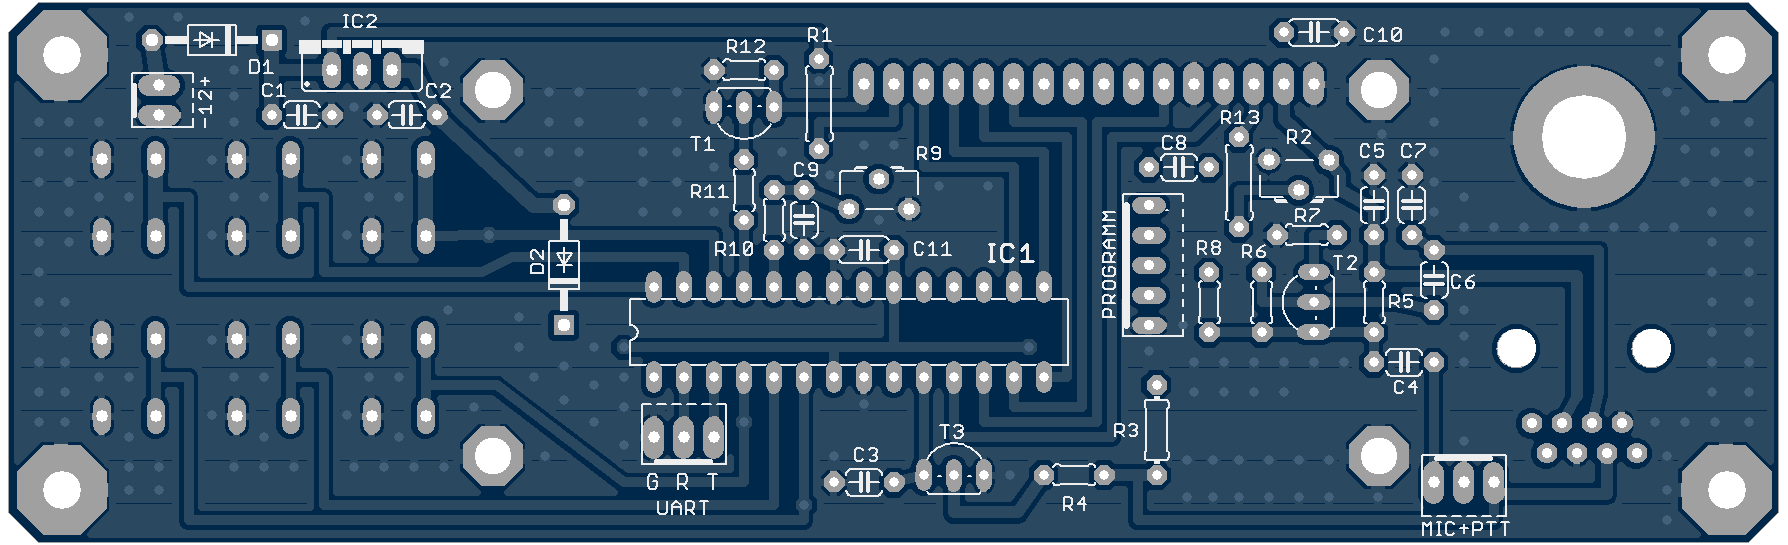 IC2
R1
C10
R12
D1
-12+
C1
C2
T1
R13
R2
C8
C5
C7
C9
R9
R11
R10
C11
IC1
PROGRAMM
R7
R8
R6
T2
D2
C6
R5
C4
T3
R3
C3
G R T
UART
R4
MIC+PTT